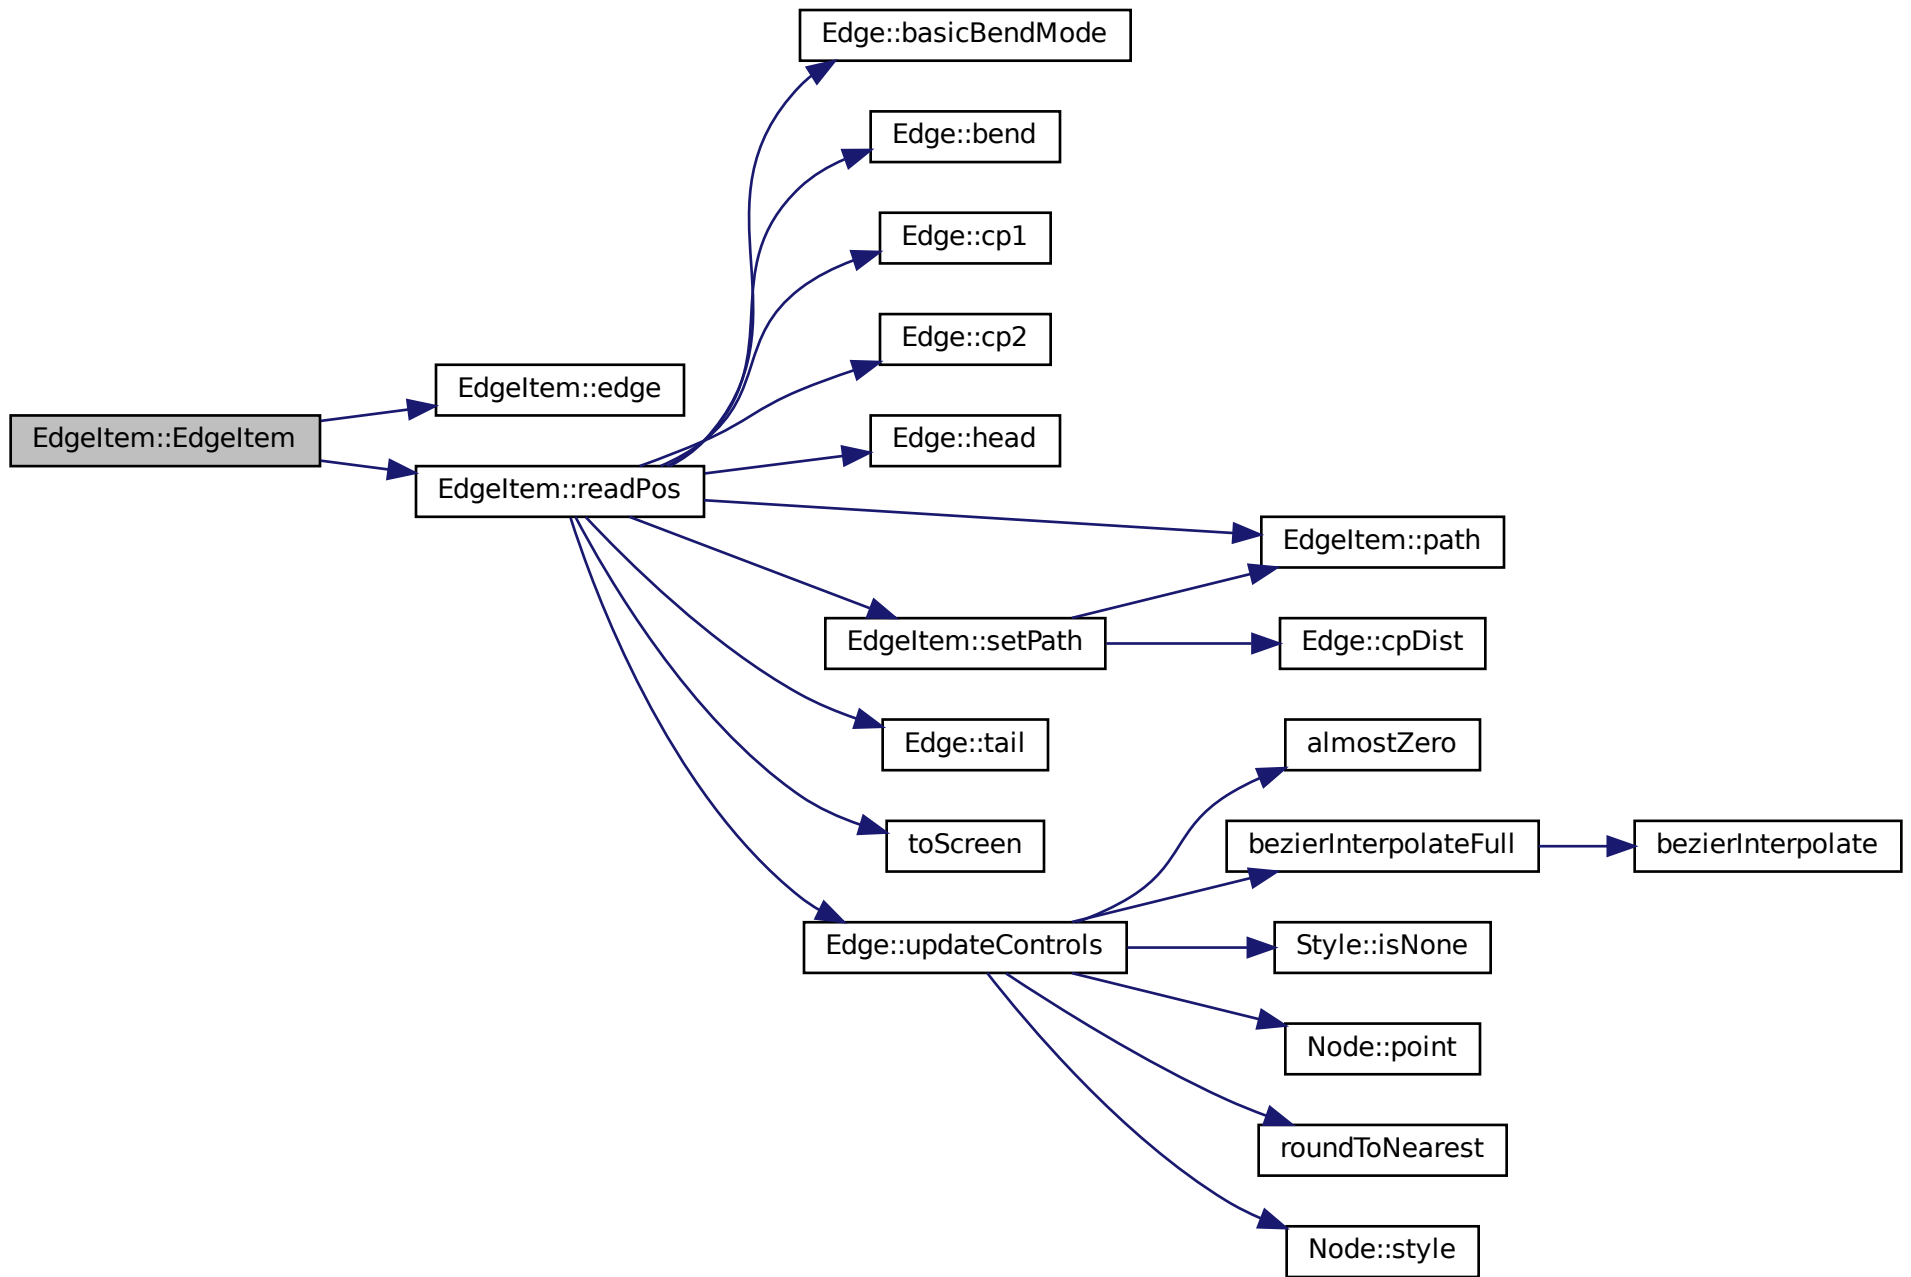 Edge::basicBendMode
Edge::bend
Edge::cp1
Edge::cp2
EdgeItem::edge
EdgeItem::EdgeItem
Edge::head
EdgeItem::readPos
EdgeItem::path
EdgeItem::setPath
Edge::cpDist
Edge::tail
almostZero
toScreen
bezierInterpolateFull
bezierInterpolate
Edge::updateControls
Style::isNone
Node::point
roundToNearest
Node::style